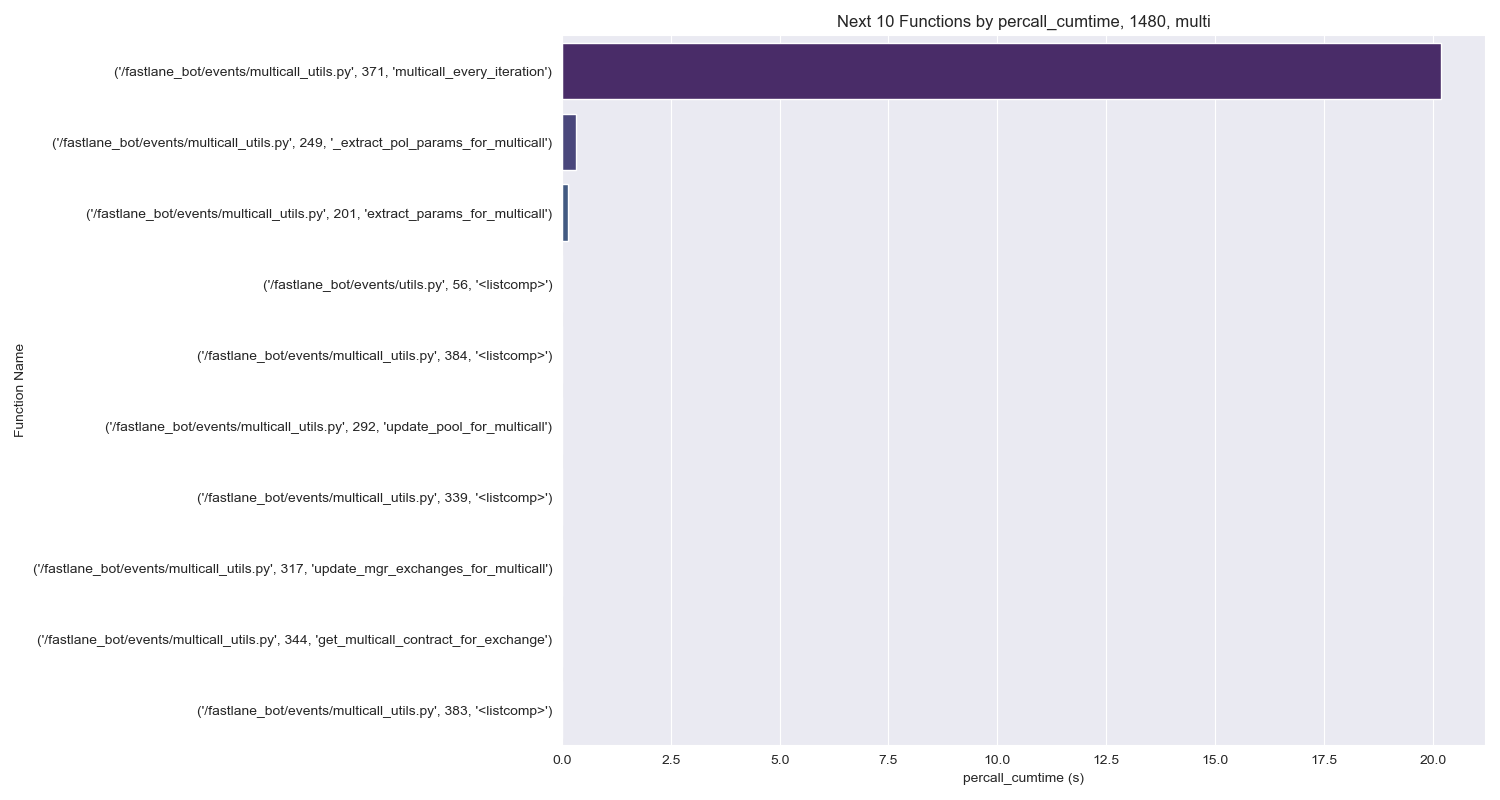 Next 10 Functions by percall_cumtime, 1480, multi
('/fastlane_bot/events/multicall_utils.py', 371, 'multicall_every_iteration')
('/fastlane_bot/events/multicall_utils.py', 249, '_extract_pol_params_for_multicall')
('/fastlane_bot/events/multicall_utils.py', 201, 'extract_params_for_multicall')
('/fastlane_bot/events/utils.py', 56, '<listcomp>')
('/fastlane_bot/events/multicall_utils.py', 384, '<listcomp>')
('/fastlane_bot/events/multicall_utils.py', 292, 'update_pool_for_multicall')
('/fastlane_bot/events/multicall_utils.py', 339, '<listcomp>')
('/fastlane_bot/events/multicall_utils.py', 317, 'update_mgr_exchanges_for_multicall')
('/fastlane_bot/events/multicall_utils.py', 344, 'get_multicall_contract_for_exchange')
('/fastlane_bot/events/multicall_utils.py', 383, '<listcomp>')
Function Name
0.0 2.5 5.0 7.5 10.0 12.5 15.0 17.5 20.0
percall_cumtime (s)